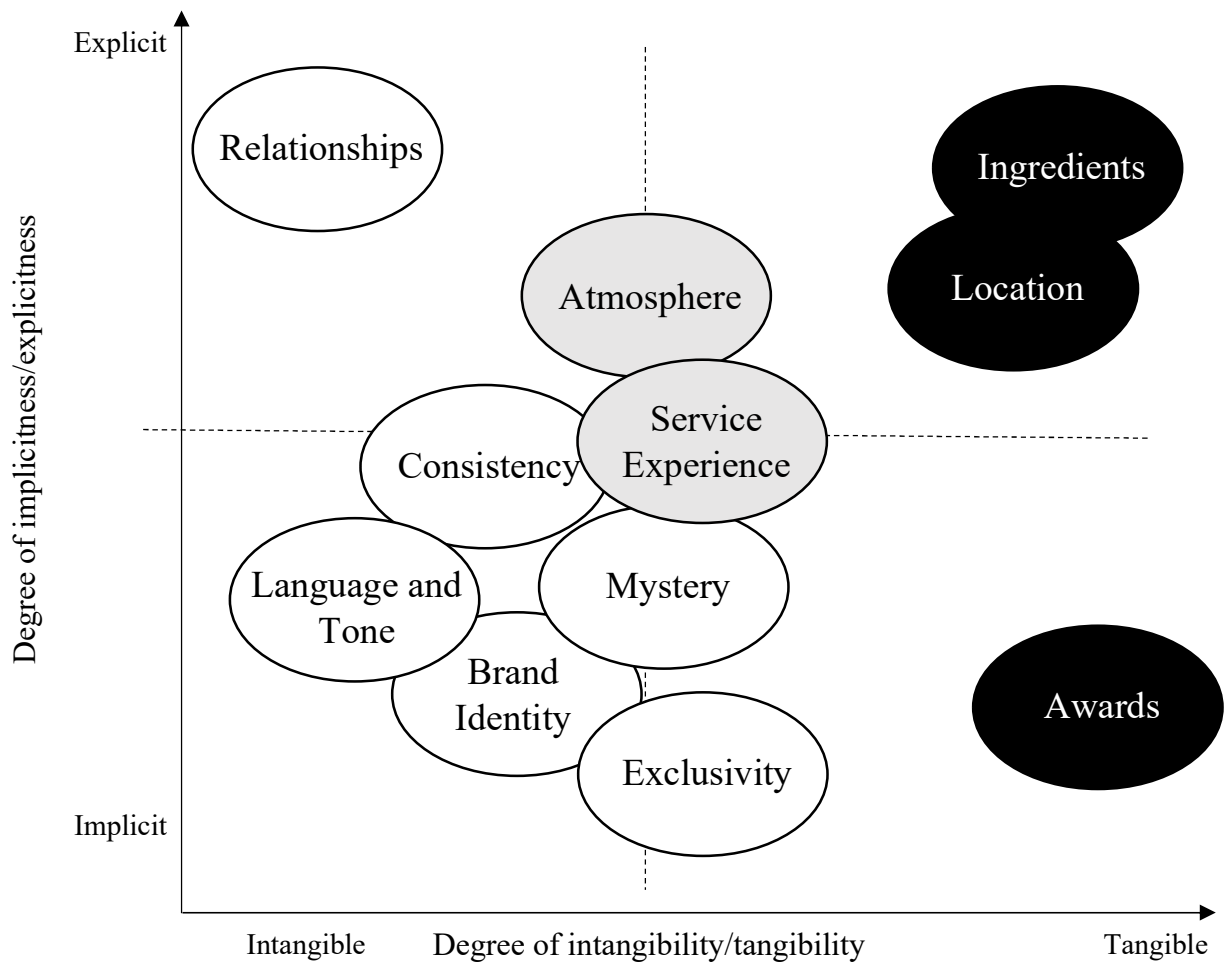 Explicit
Relationships
Ingredients
Location
Atmosphere
Service
Experience
Consistency
Language and
Tone
Mystery
Brand
Identity
Exclusivity
Awards
Implicit
Degree of implicitness/explicitness
Intangible
Degree of intangibility/tangibility
Tangible